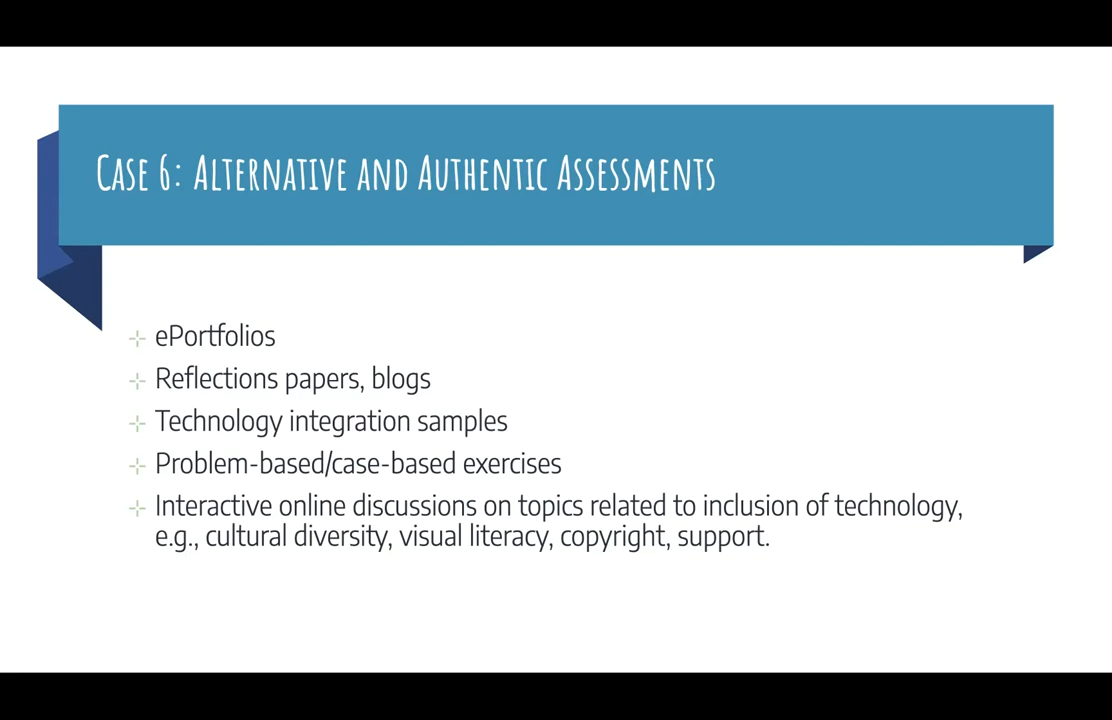 Case 6: Alternative and Authentic Assessments
ePortfolios
Reflections papers, blogs
Technology integration samples
Problem-based/case-based exercises
Interactive online discussions on topics related to inclusion of technology,
e.g., cultural diversity, visual literacy, copyright, support.